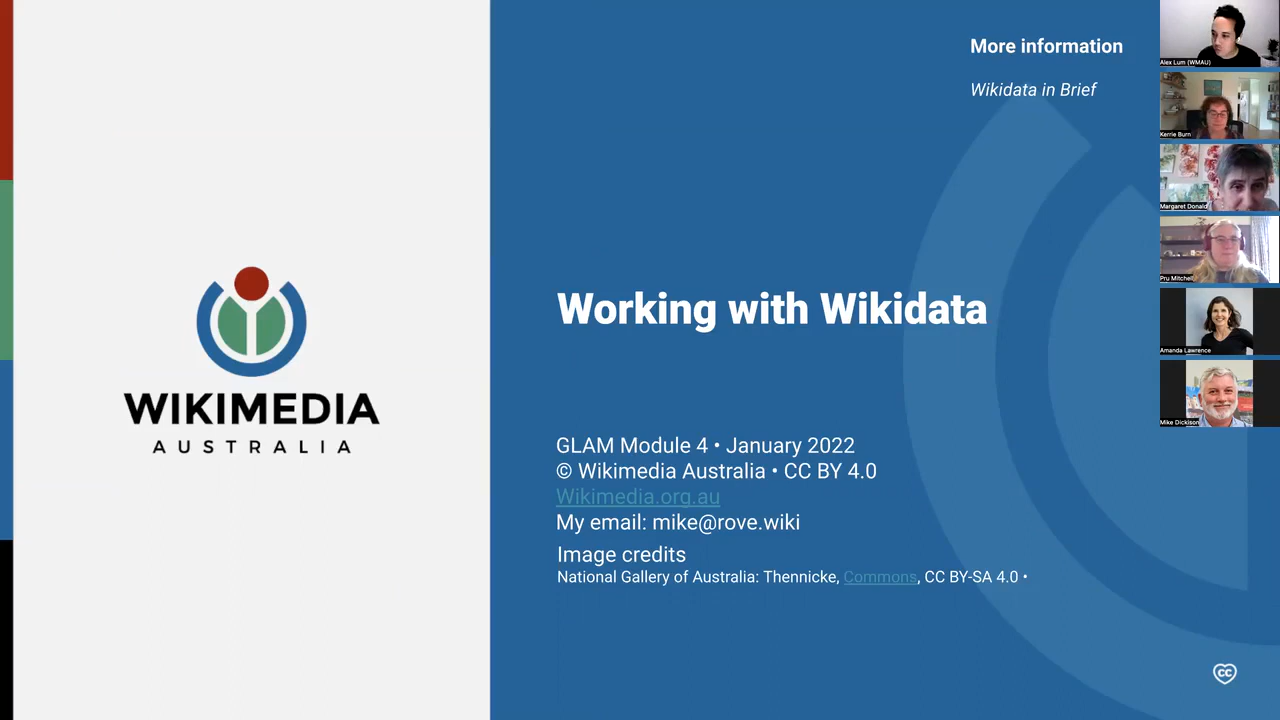 More information
Wikidata in Brief
WIKIMEDIA
AUSTRALIA
Working with Wikidata
GLAM Module 4 • January 2022
© Wikimedia Australia • CC BY 4.0
Wikimedia.org.au
My email: mike@rove.wiki
Image credits
National Gallery of Australia: Thennicke, Commons, CC BY-SA 4.0 •
cc
Alex Lum (WMAU)
Kerrie Burn
Margaret Donald
Pru Mitchell
Amanda Lawrence
Mike Dickison